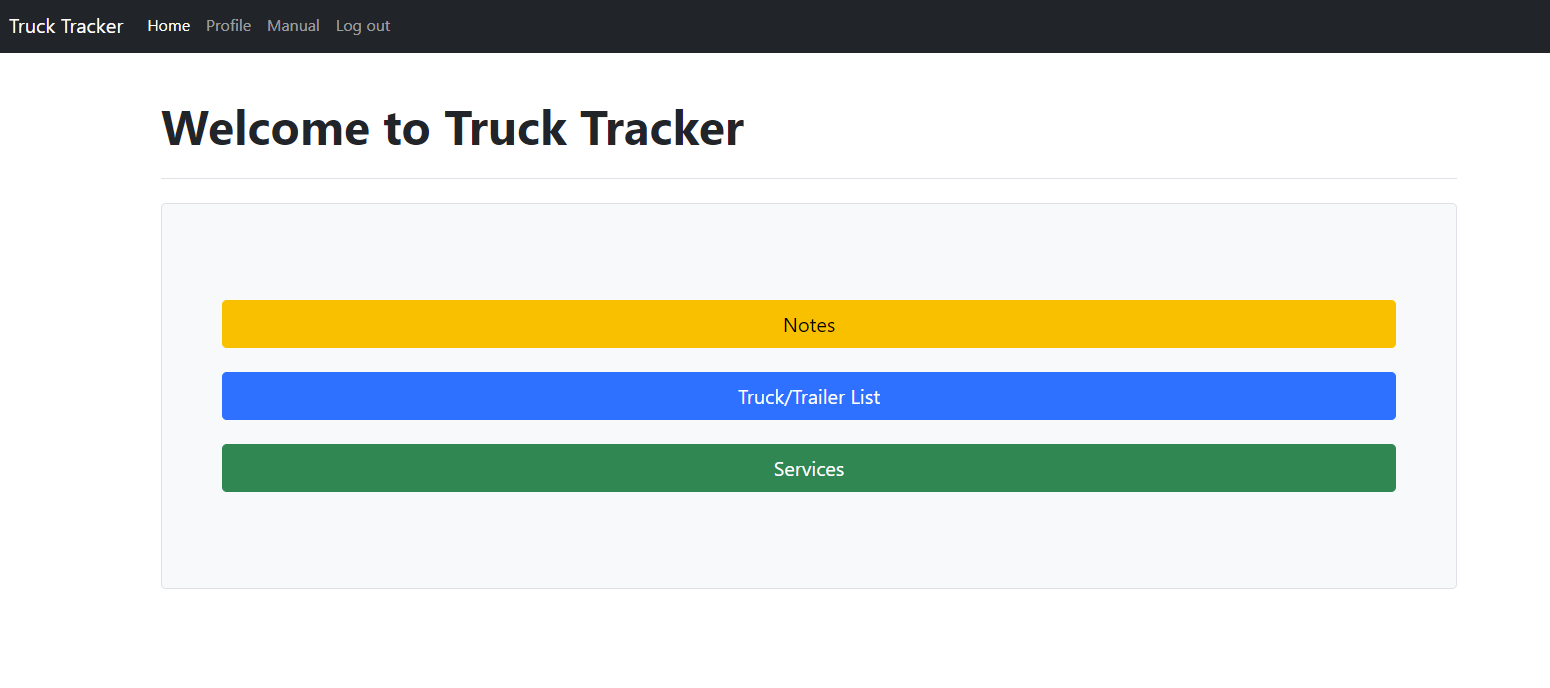 Truck Tracker Home Profile Manual Log out
Welcome to Truck Tracker
Notes
Truck/Trailer List
Services